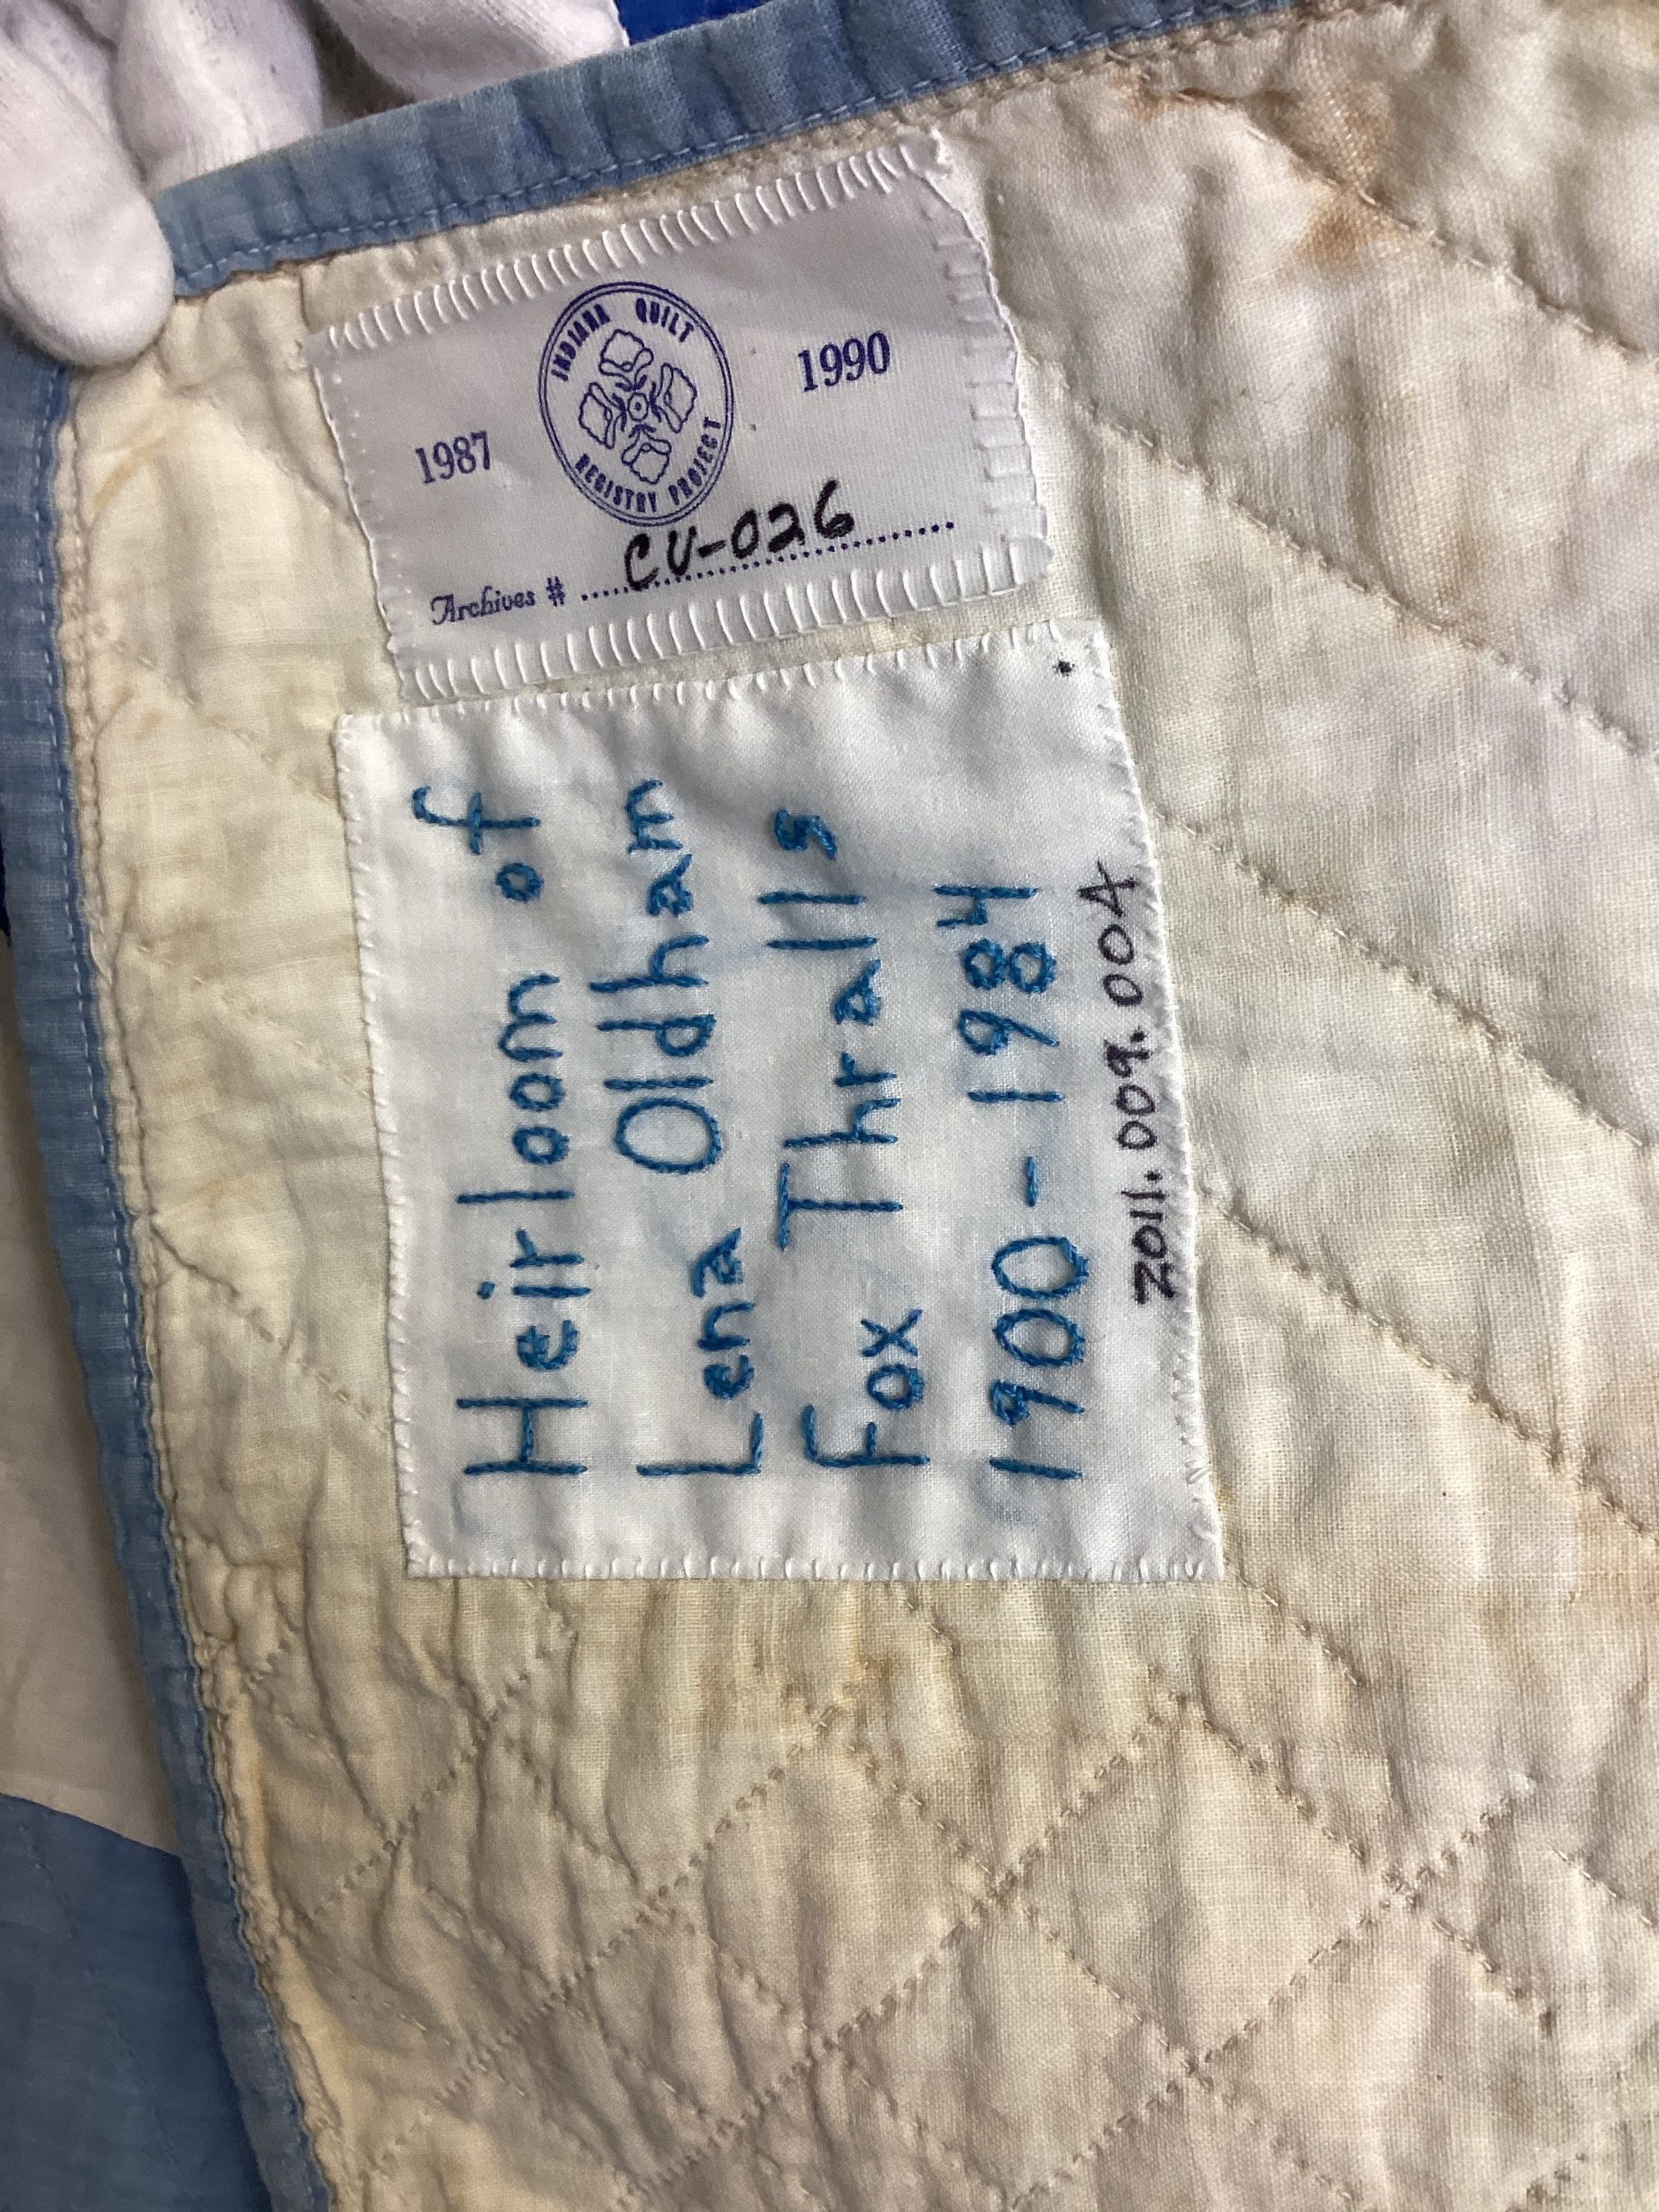 INDIANA QUILT
REGISTRY PROJECT
1987 1990
Archives # CU-026
Heirloom of
Lena Oldham
Fox Thralls
1900-1984
2011.009.004